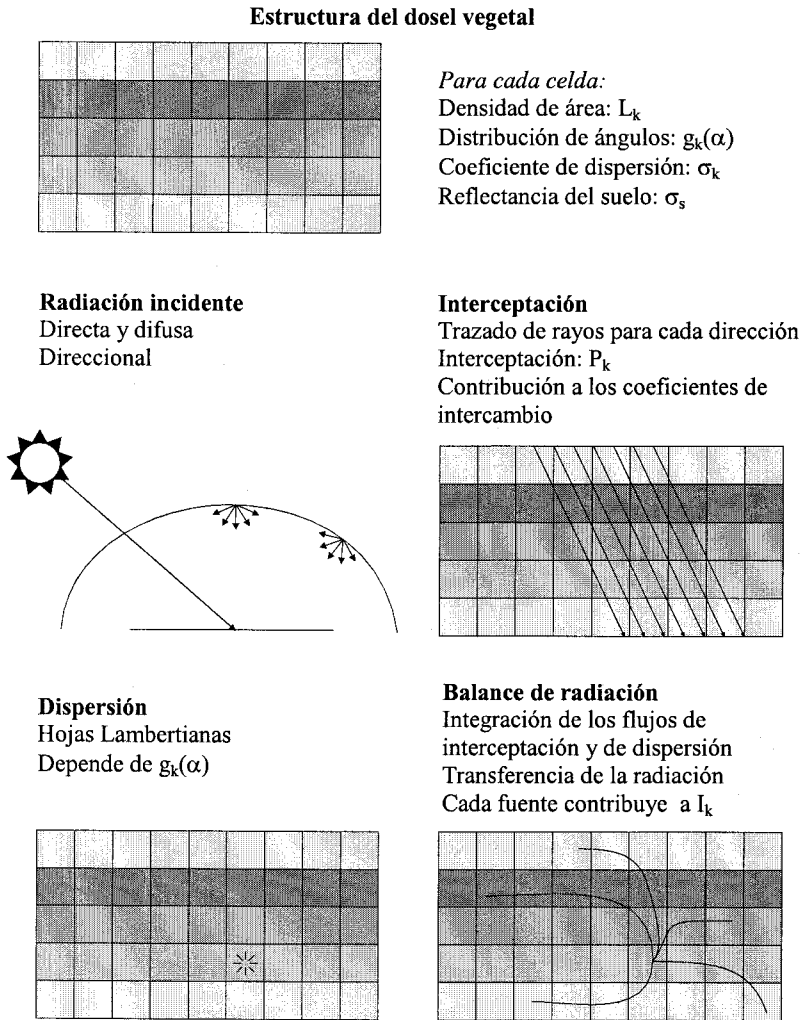 Estructura del dosel vegetal
Para cada celda:
Densidad de área: Lₖ
Distribución de ángulos: gₖ(α)
Coeficiente de dispersión: σₖ
Reflectancia del suelo: σₛ
Radiación incidente
Directa y difusa
Direccional
Interceptación
Trazado de rayos para cada dirección
Interceptación: Pₖ
Contribución a los coeficientes de
intercambio
Dispersión
Hojas Lambertianas
Depende de gₖ(α)
Balance de radiación
Integración de los flujos de
interceptación y de dispersión
Transferencia de la radiación
Cada fuente contribuye a Iₖ